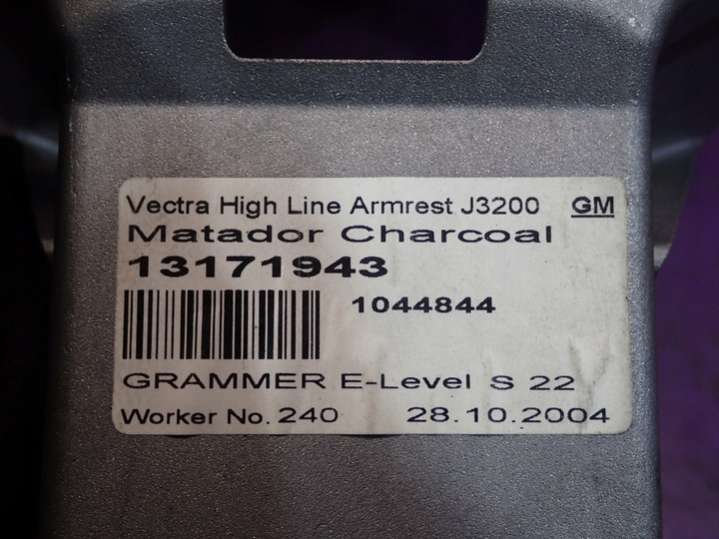 Vectra High Line Armrest J3200 GM
Matador Charcoal
13171943
1044844
GRAMMER E-Level S 22
Worker No. 240 28.10.2004